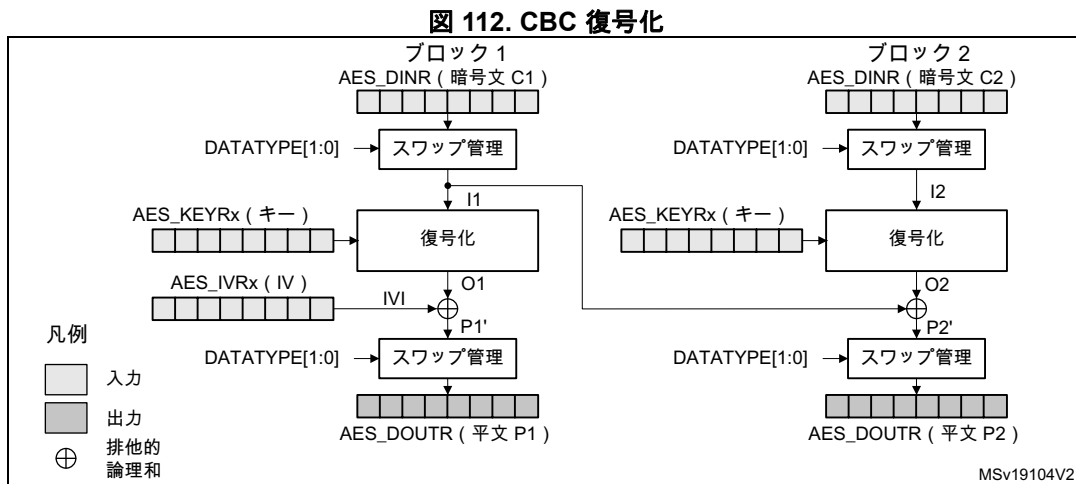 図 112. CBC 復号化
ブロック 1
ブロック 2
AES_DINR ( 暗号文 C1 )
AES_DINR ( 暗号文 C2 )
DATATYPE[1:0]
スワップ管理
DATATYPE[1:0]
スワップ管理
I1
I2
AES_KEYRx ( キー )
復号化
AES_KEYRx ( キー )
復号化
O1
O2
AES_IVRx ( IV )
IVI
P1'
P2'
凡例
DATATYPE[1:0]
スワップ管理
DATATYPE[1:0]
スワップ管理
入力
出力
AES_DOUTR ( 平文 P1 )
AES_DOUTR ( 平文 P2 )
排他的
論理和
MSv19104V2